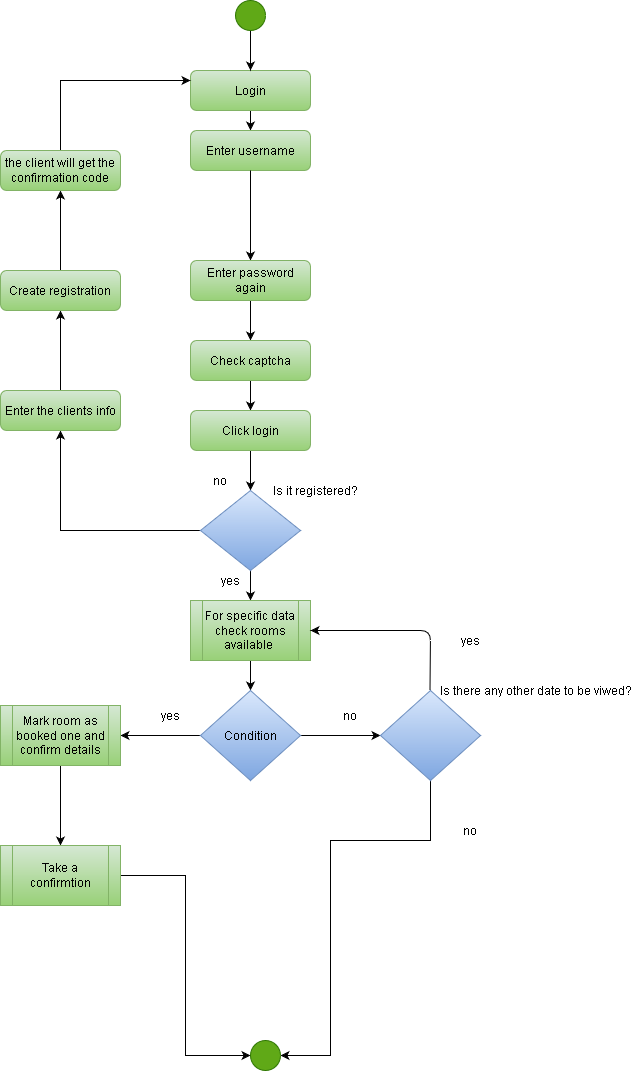 Login
Enter username
the client will get the
confirmation code
Enter password
again
Create registration
Check captcha
Enter the clients info
Click login
no
Is it registered?
yes
For specific data
check rooms
available
yes
Is there any other date to be viwed?
Mark room as
booked one and
confirm details
yes
Condition
no
no
Take a
confirmtion